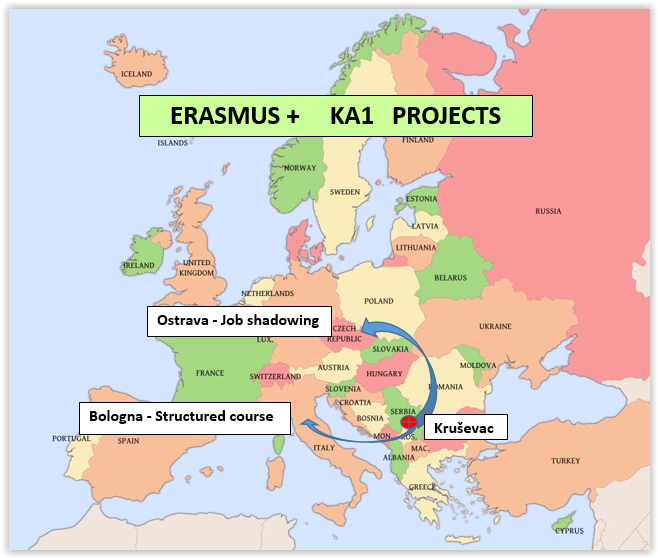 ICELAND
ERASMUS + KA1 PROJECTS
ISLANDS
FINLAND
NORWAY
SWEDEN
ESTONIA
RUSSIA
LATVIA
LITHUANIA
IRELAND
UNITED
KINGDOM
BELARUS
NETHERLANDS
POLAND
Ostrava - Job shadowing
CZECH
REPUBLIC
UKRAINE
LUX.
SLOVAKIA
FRANCE
AUSTRIA
MOLDOVA
SWITZERLAND
HUNGARY
SLOVENIA
OMANIA
CROATIA
Bologna - Structured course
BOSNIA
SERBIA
Kruševac
PORTUGAL
SPAIN
ITALY
MON.
KOS.
MAC.
ALBANIA
TURKEY
GREECE
CYPRUS